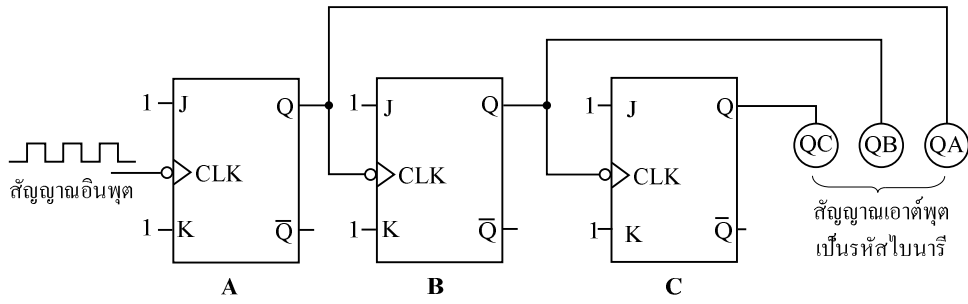 1 J Q 1 J Q 1 J Q
QC QB QA
CLK CLK CLK
สัญญาณอินพุต
1 K Q̅ 1 K Q̅ 1 K Q̅
สัญญาณเอาต์พุต
เป็นรหัสไบนารี
A B C